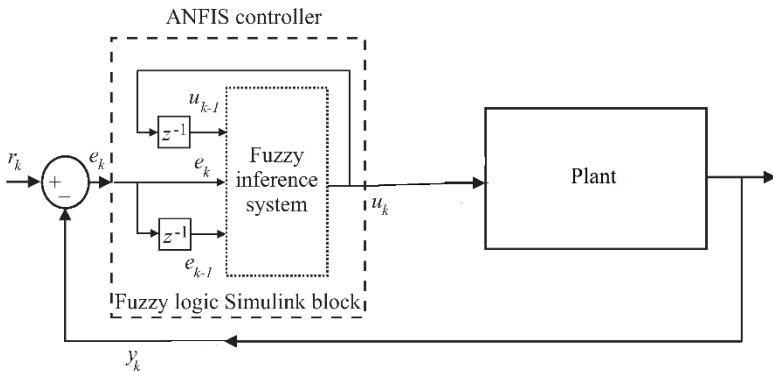 ANFIS controller
u_{k-1}
z^{-1}
r_k
e_k
e_k
+
−
Fuzzy
inference
system
Plant
u_k
z^{-1}
e_{k-1}
Fuzzy logic Simulink block
y_k